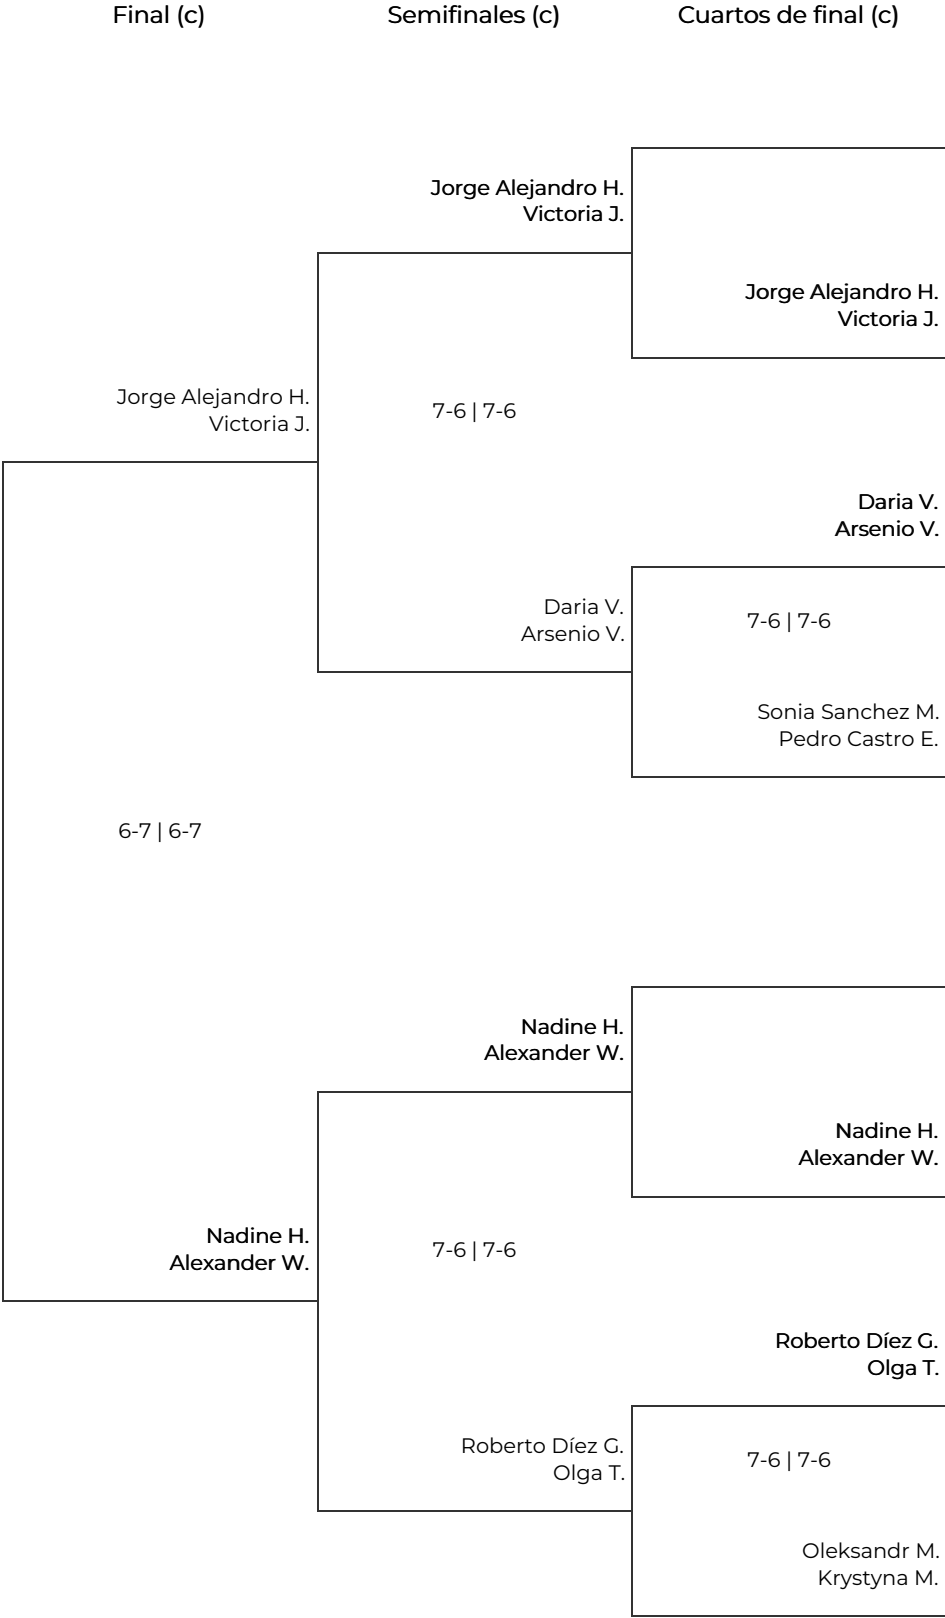 Final (c)
Semifinales (c)
Cuartos de final (c)
Jorge Alejandro H.
Victoria J.
Jorge Alejandro H.
Victoria J.
Jorge Alejandro H.
Victoria J.
7-6 | 7-6
Daria V.
Arsenio V.
Daria V.
Arsenio V.
7-6 | 7-6
Sonia Sanchez M.
Pedro Castro E.
6-7 | 6-7
Nadine H.
Alexander W.
Nadine H.
Alexander W.
Nadine H.
Alexander W.
7-6 | 7-6
Roberto Díez G.
Olga T.
Roberto Díez G.
Olga T.
7-6 | 7-6
Oleksandr M.
Krystyna M.